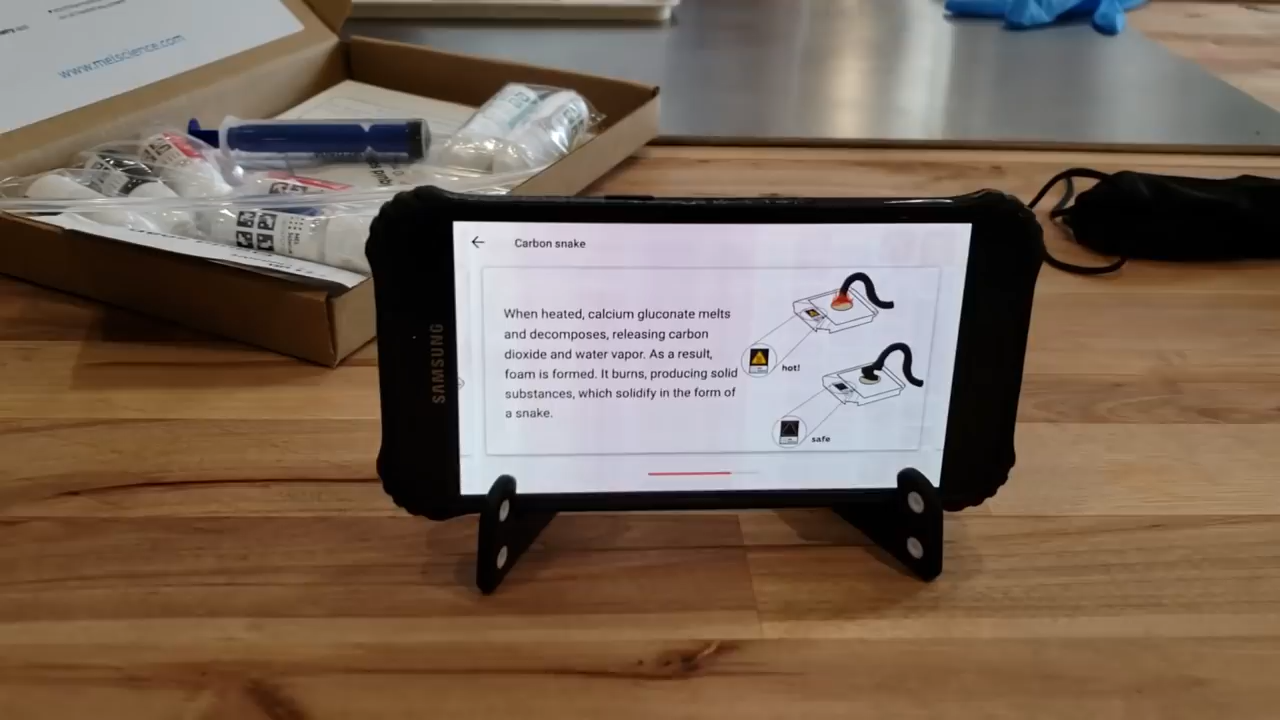 www.melscience.com
SAMSUNG
Carbon snake
When heated, calcium gluconate melts
and decomposes, releasing carbon
dioxide and water vapor. As a result,
foam is formed. It burns, producing solid
substances, which solidify in the form of
a snake.
hot!
safe